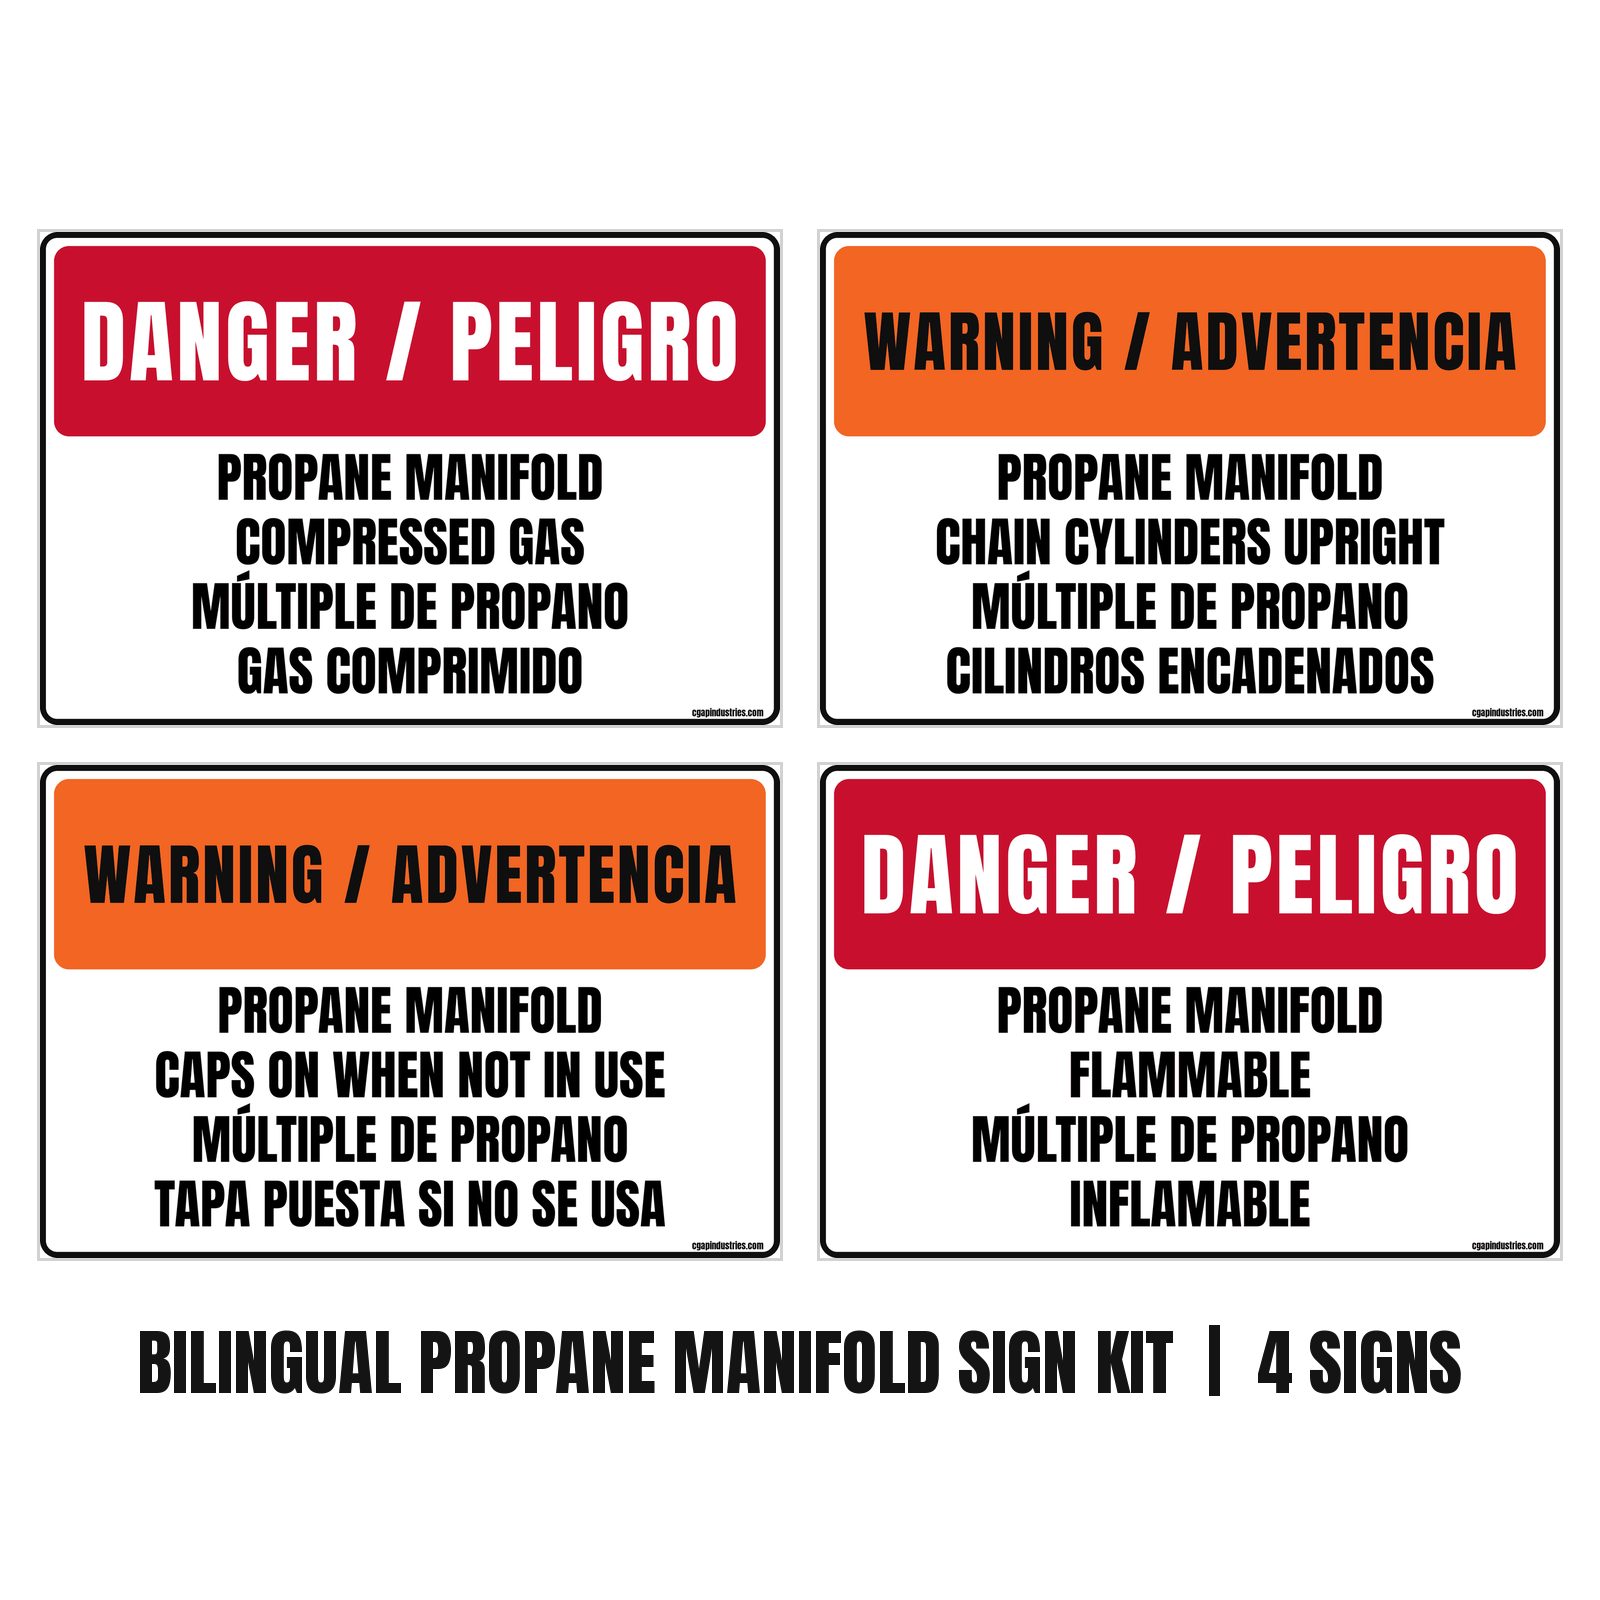 DANGER / PELIGRO
PROPANE MANIFOLD
COMPRESSED GAS
MÚLTIPLE DE PROPANO
GAS COMPRIMIDO
cgapindustries.com
WARNING / ADVERTENCIA
PROPANE MANIFOLD
CHAIN CYLINDERS UPRIGHT
MÚLTIPLE DE PROPANO
CILINDROS ENCADENADOS
cgapindustries.com
WARNING / ADVERTENCIA
PROPANE MANIFOLD
CAPS ON WHEN NOT IN USE
MÚLTIPLE DE PROPANO
TAPA PUESTA SI NO SE USA
cgapindustries.com
DANGER / PELIGRO
PROPANE MANIFOLD
FLAMMABLE
MÚLTIPLE DE PROPANO
INFLAMABLE
cgapindustries.com
BILINGUAL PROPANE MANIFOLD SIGN KIT | 4 SIGNS